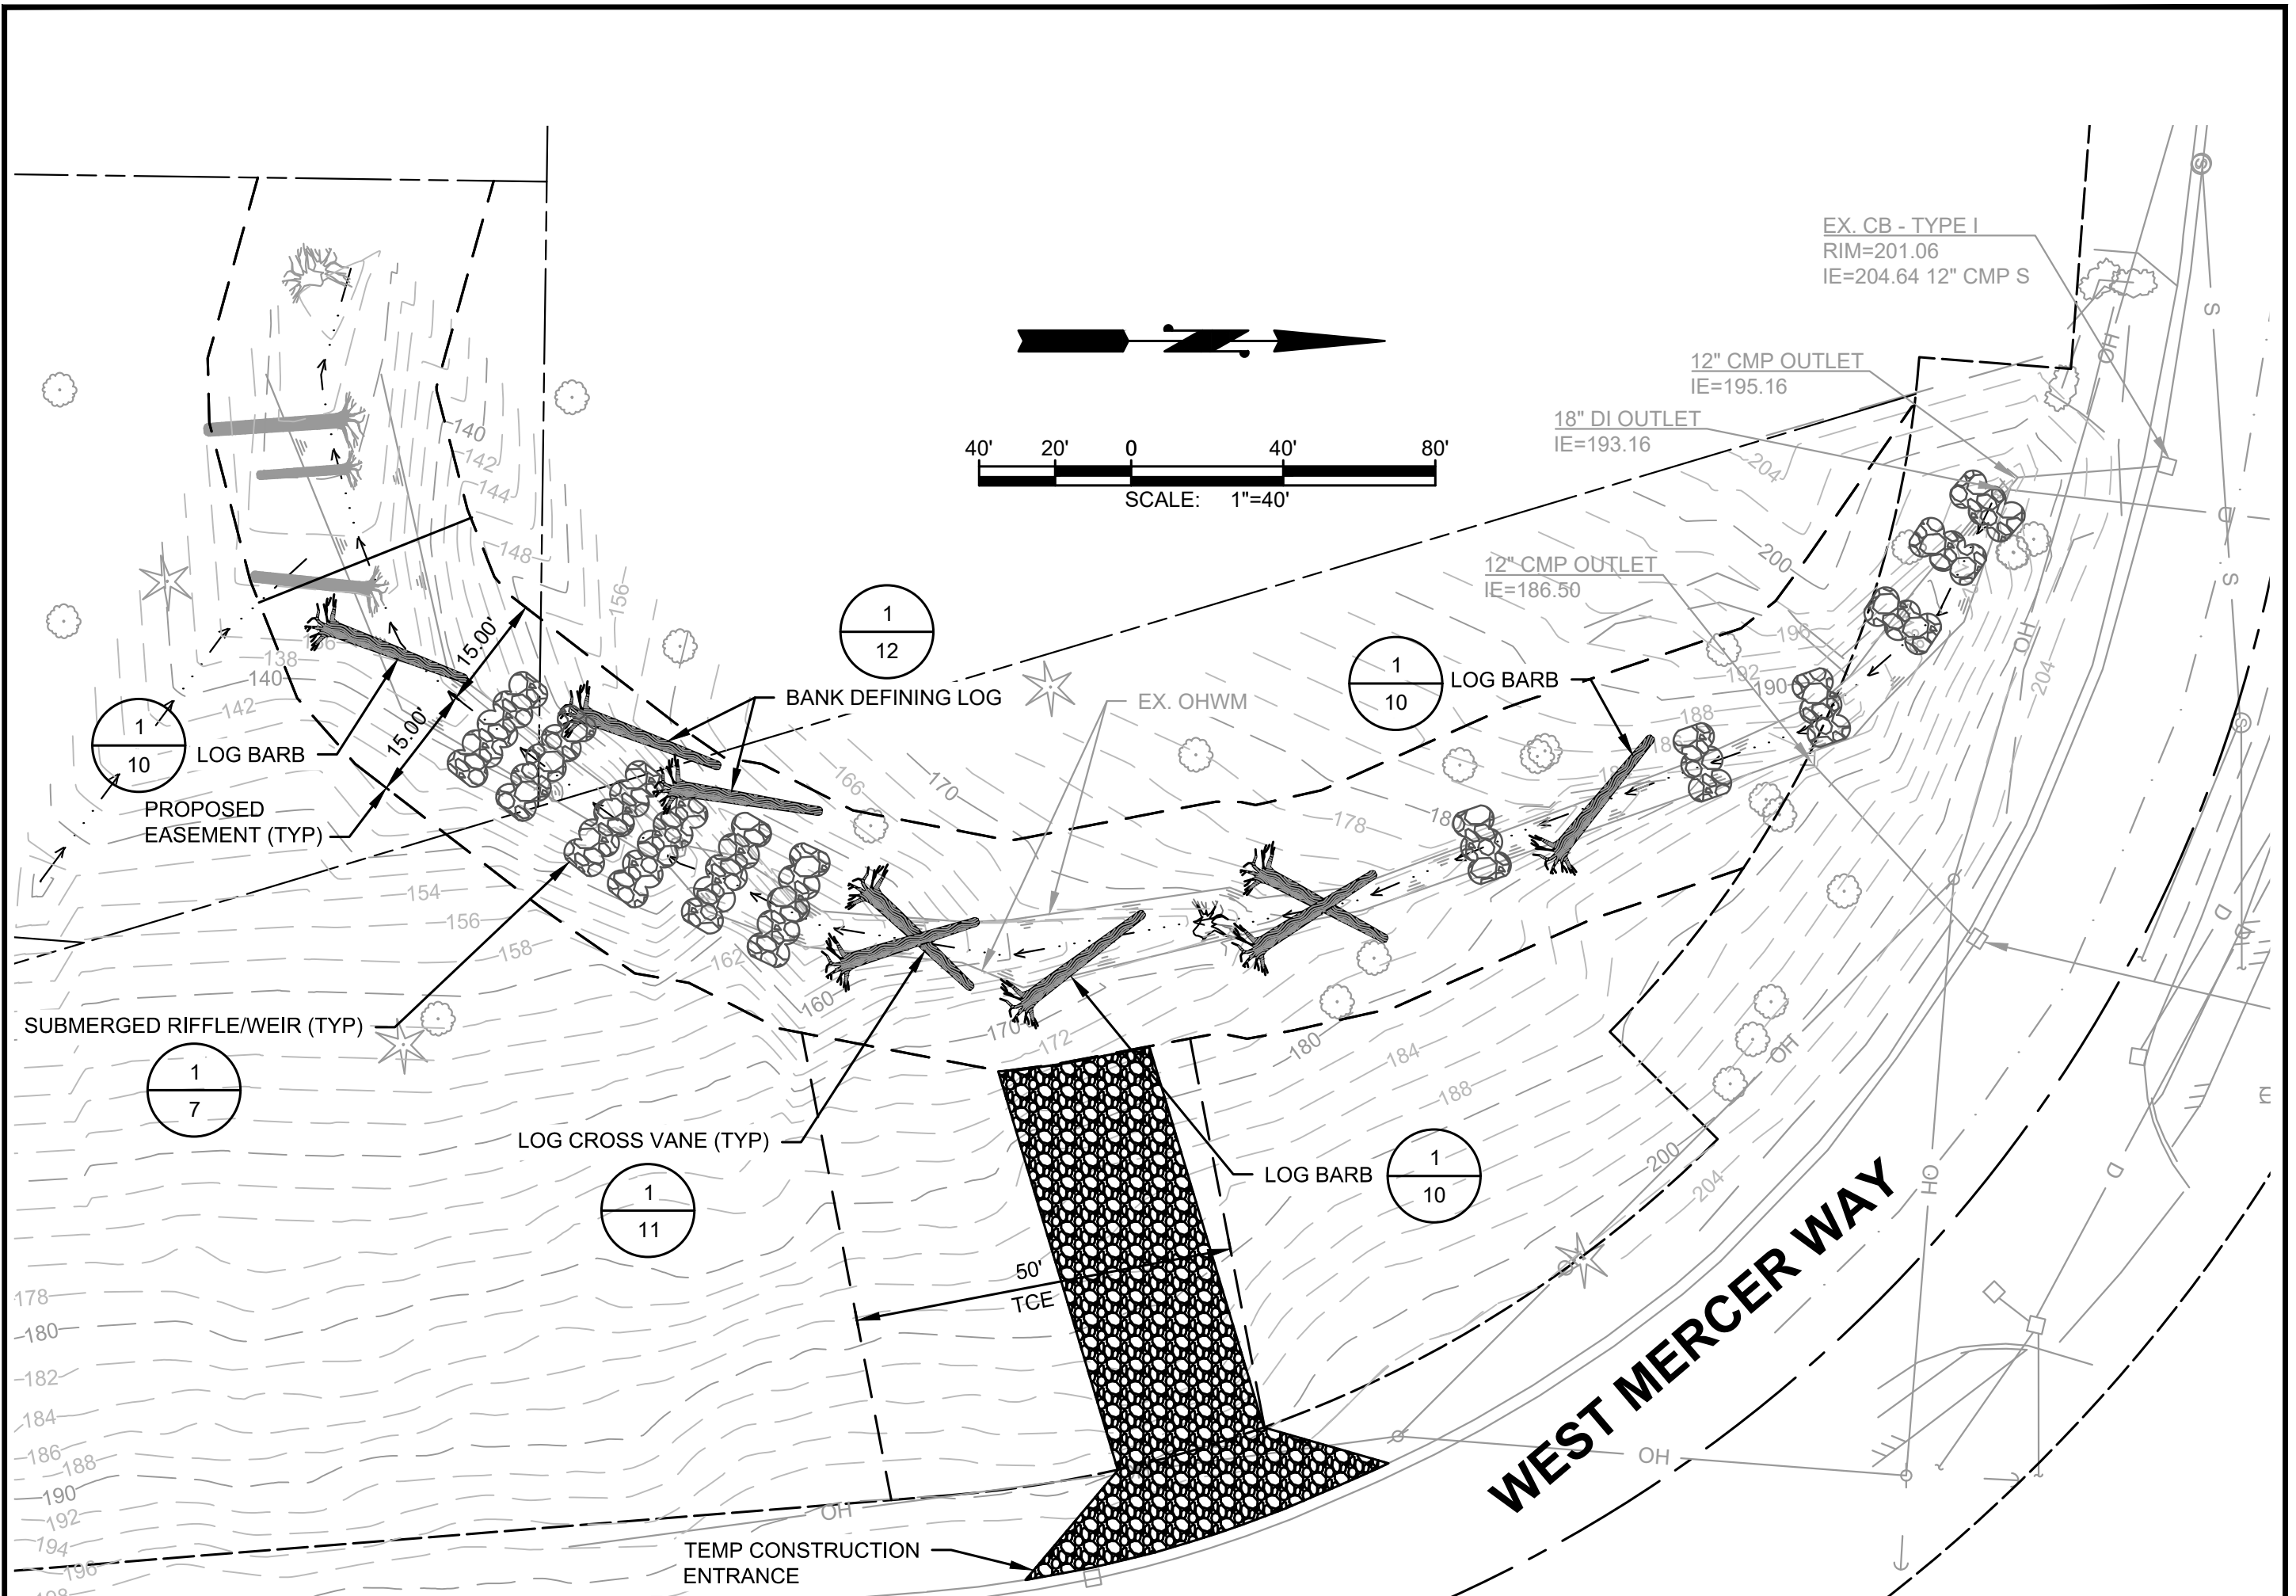 EX. CB - TYPE I
RIM=201.06
IE=204.64 12" CMP S
12" CMP OUTLET
IE=195.16
18" DI OUTLET
IE=193.16
40' 20' 0 40' 80'
SCALE: 1"=40'
12" CMP OUTLET
IE=186.50
1
12
BANK DEFINING LOG
EX. OHWM
1
10
LOG BARB
15.00'
15.00'
1
10
LOG BARB
PROPOSED
EASEMENT (TYP)
SUBMERGED RIFFLE/WEIR (TYP)
1
7
LOG CROSS VANE (TYP)
1
11
LOG BARB
1
10
50'
TCE
TEMP CONSTRUCTION
ENTRANCE
WEST MERCER WAY
140
142
144
148
156
138
140
142
154
156
158
162
160
166
170
170
172
178
180
184
188
200
204
204
200
196
192
190
188
204
178
180
182
184
186
188
190
192
194
196
OH
OH
OH
OH
OH
OH
S
S
S
D
D
D